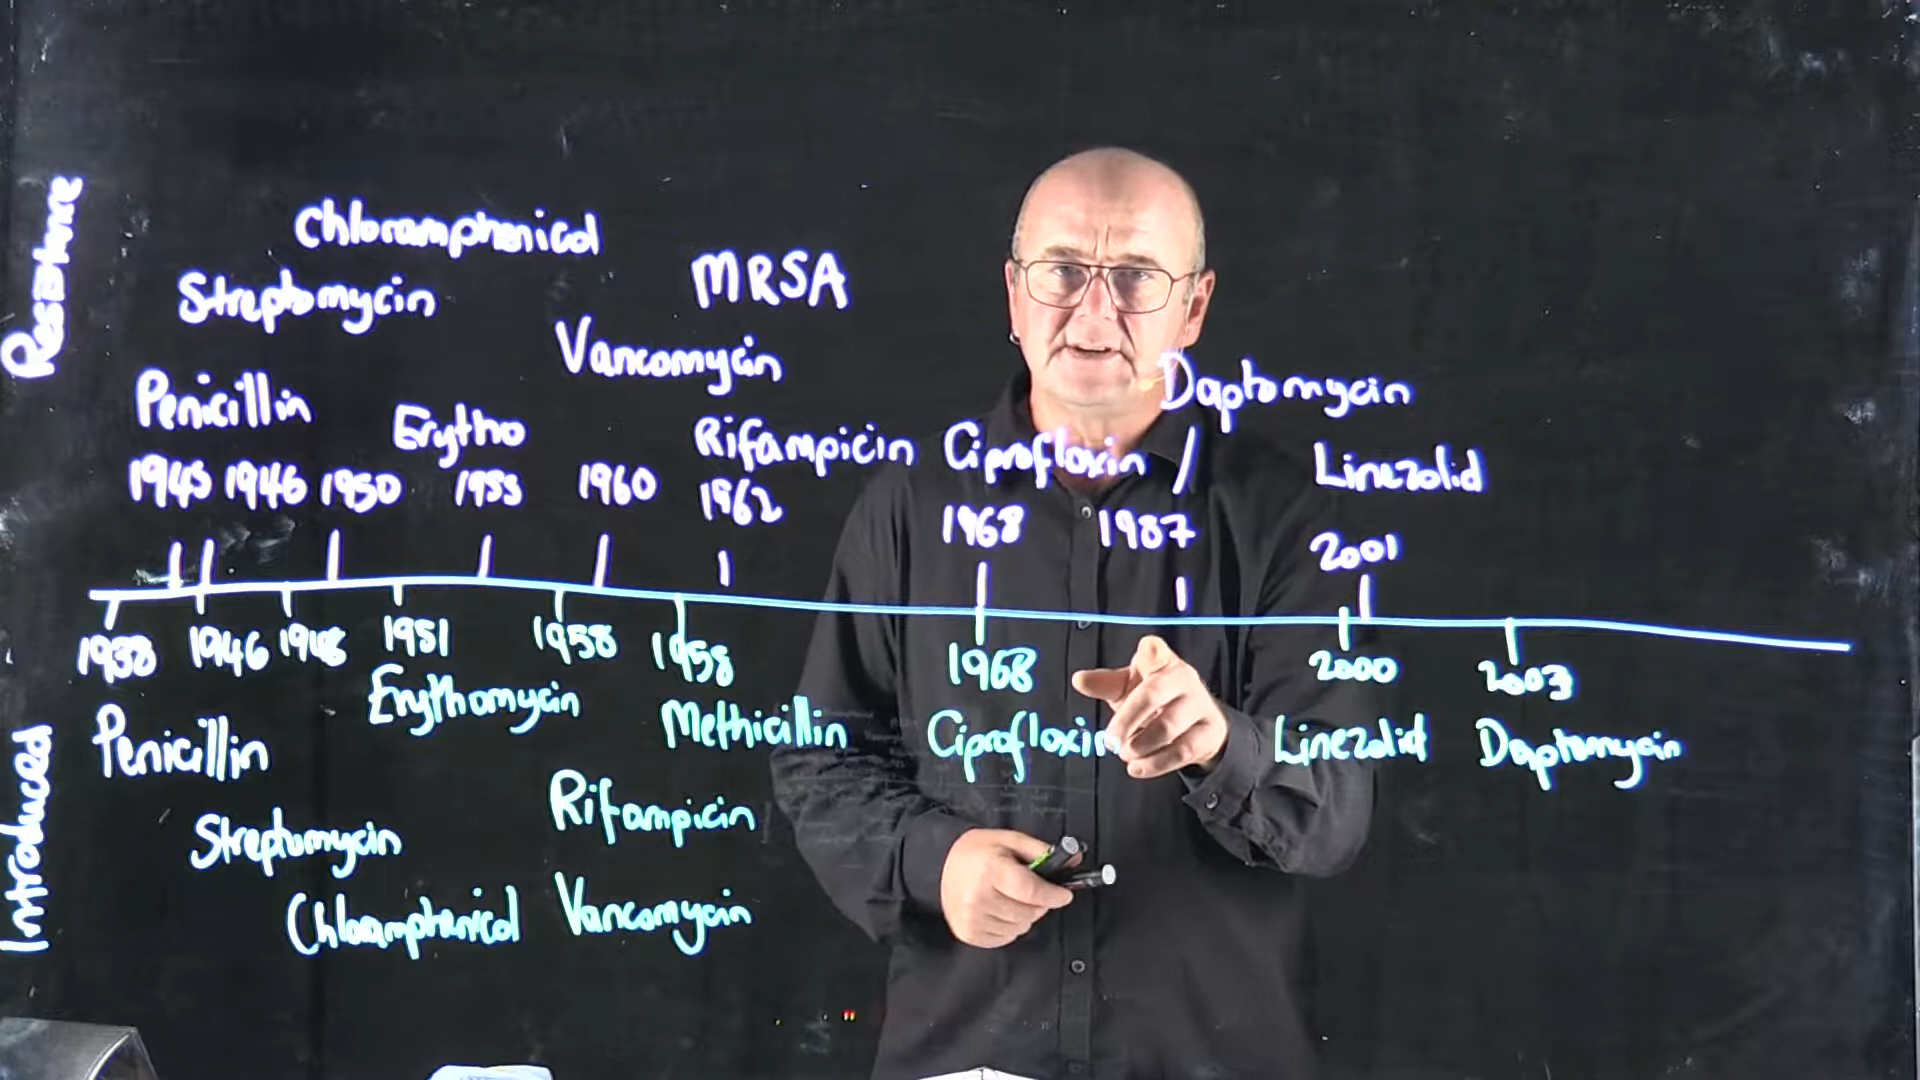 Resistance
Chloramphenicol
Streptomycin
MRSA
Vancomycin
Penicillin
Erytho
Rifampicin
Ciprofloxin
Daptomycin
/
Linezolid
1945 1946 1950 1955 1960 1962 1968 1987 2001
1938 1946 1948 1951 1958 1958 1968 2000 2003
Introduced
Erythomycin
Penicillin
Methicillin
Ciprofloxin
Linezolid
Daptomycin
Rifampicin
Streptomycin
Chloramphenicol
Vancomycin